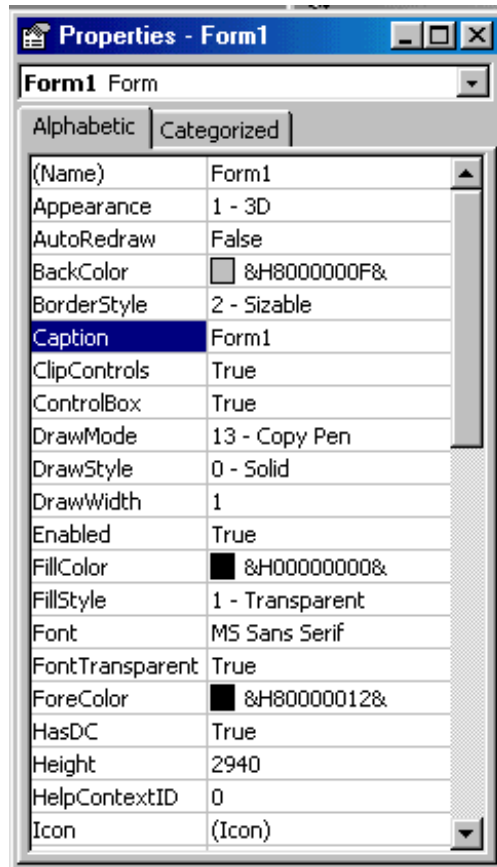 Properties - Form1
Form1 Form
Alphabetic Categorized
(Name) Form1
Appearance 1 - 3D
AutoRedraw False
BackColor &H8000000F&
BorderStyle 2 - Sizable
Caption Form1
ClipControls True
ControlBox True
DrawMode 13 - Copy Pen
DrawStyle 0 - Solid
DrawWidth 1
Enabled True
FillColor &H00000000&
FillStyle 1 - Transparent
Font MS Sans Serif
FontTransparent True
ForeColor &H80000012&
HasDC True
Height 2940
HelpContextID 0
Icon (Icon)